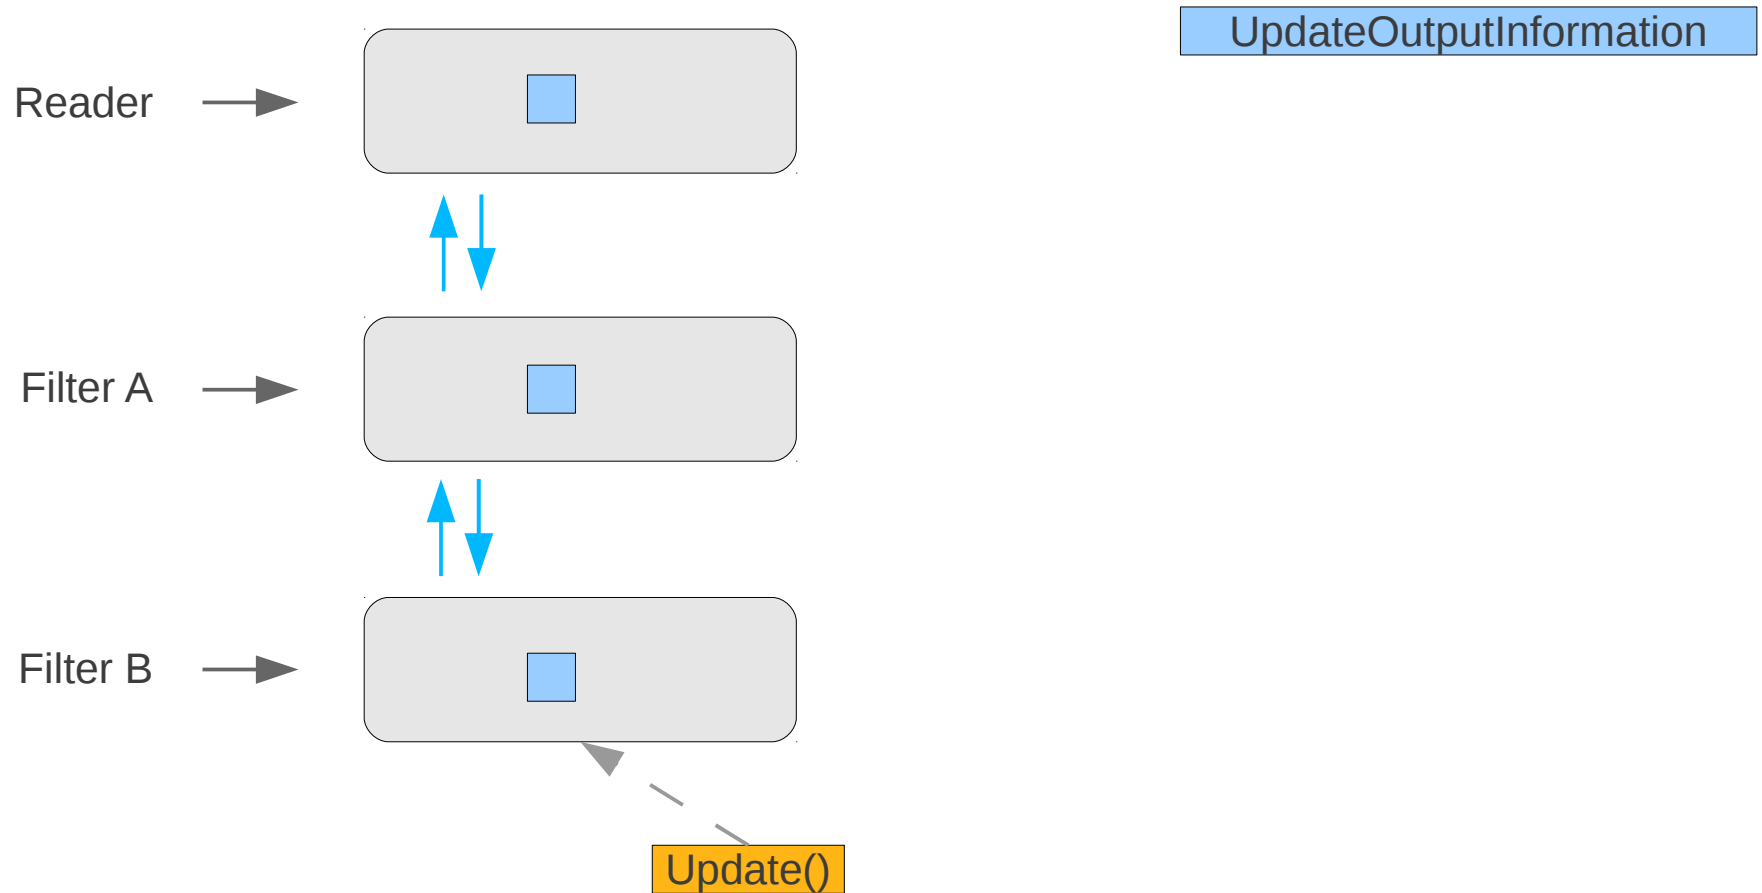 UpdateOutputInformation
Reader
Filter A
Filter B
Update()